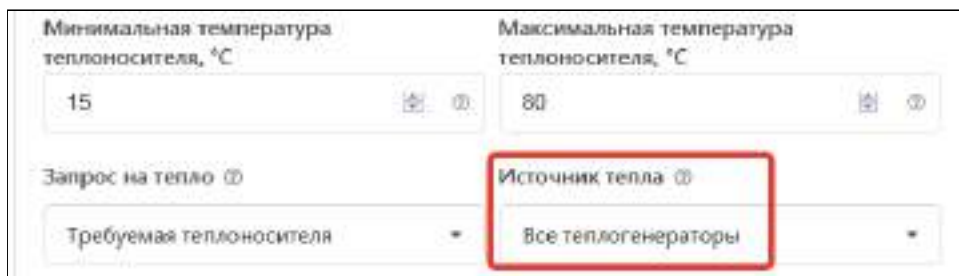 Минимальная температура
теплоносителя, °C
Максимальная температура
теплоносителя, °C
15
80
Запрос на тепло
Источник тепла
Требуемая теплоносителя
Все теплогенераторы